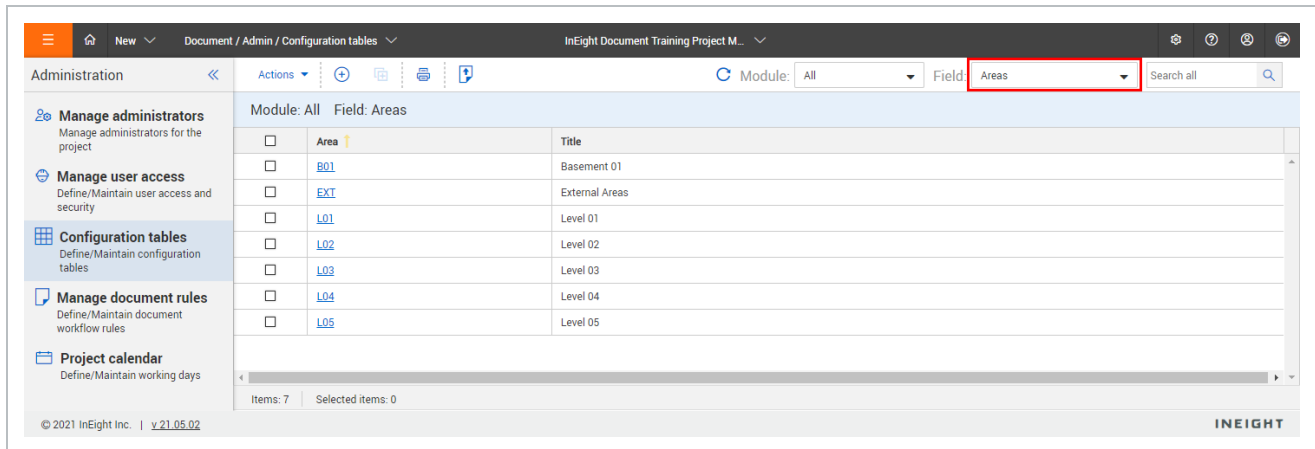 New
Document / Admin / Configuration tables
InEight Document Training Project M...
Administration
Actions
Module: All
Field: Areas
Search all
Manage administrators
Manage administrators for the
project
Manage user access
Define/Maintain user access and
security
Configuration tables
Define/Maintain configuration
tables
Manage document rules
Define/Maintain document
workflow rules
Project calendar
Define/Maintain working days
Module: All Field: Areas
Area Title
B01 Basement 01
EXT External Areas
L01 Level 01
L02 Level 02
L03 Level 03
L04 Level 04
L05 Level 05
Items: 7 Selected items: 0
© 2021 InEight Inc. | v 21.05.02
INEIGHT